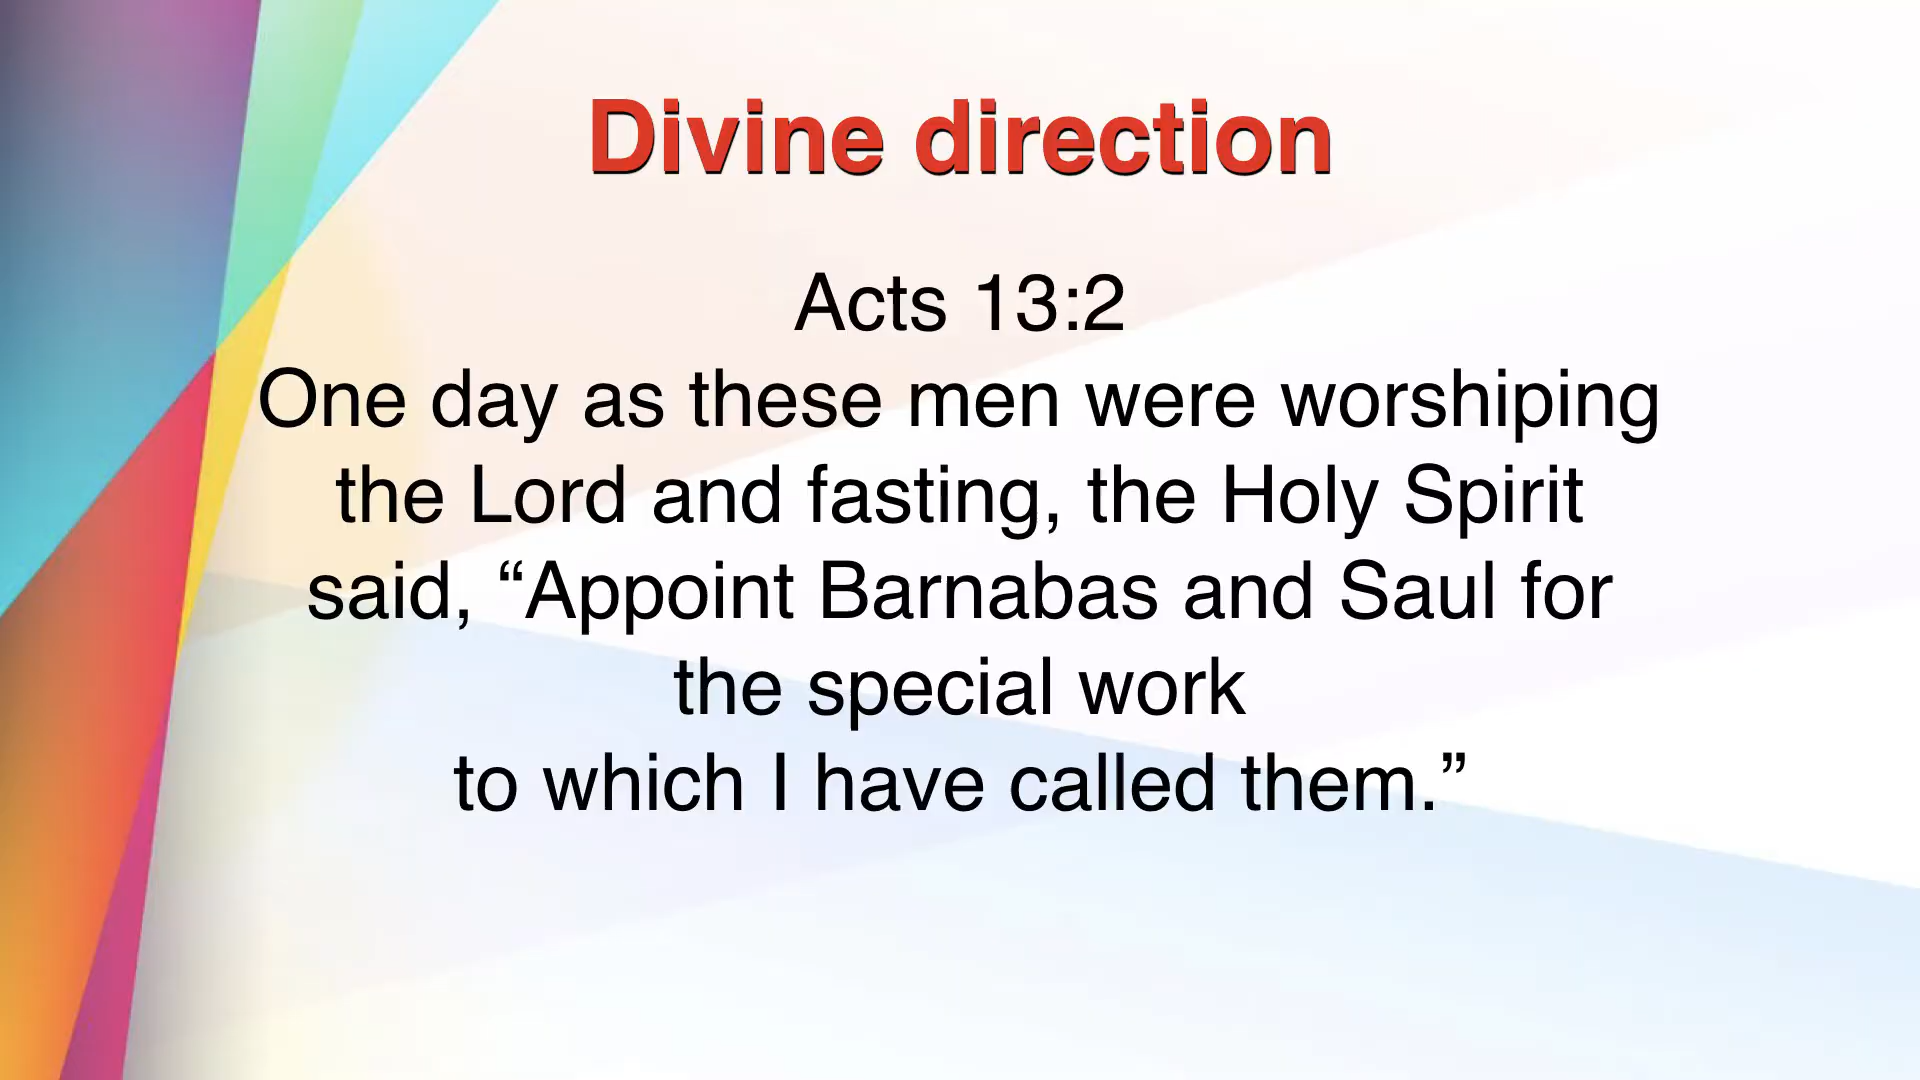 Divine direction
Acts 13:2
One day as these men were worshiping
the Lord and fasting, the Holy Spirit
said, “Appoint Barnabas and Saul for
the special work
to which I have called them.”